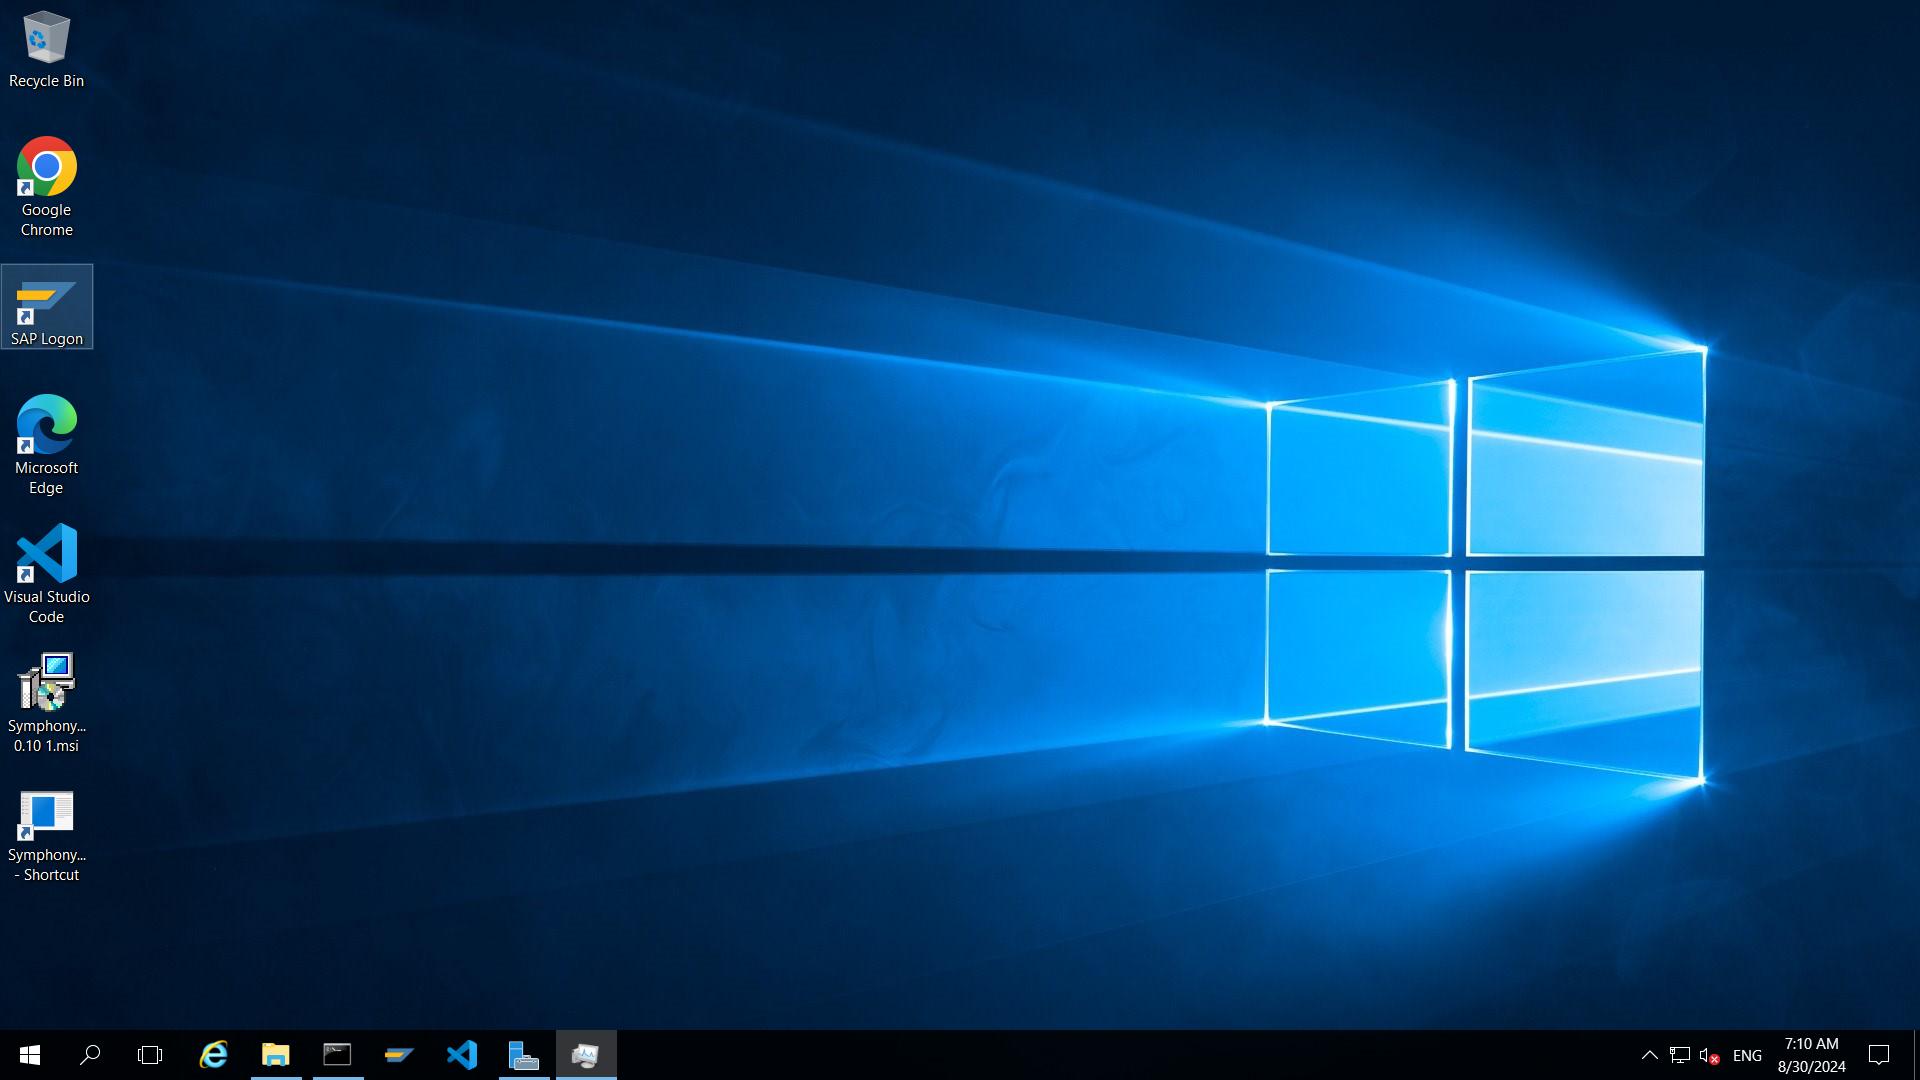 Recycle Bin
Google
Chrome
SAP Logon
Microsoft
Edge
Visual Studio
Code
Symphony...
0.10 1.msi
Symphony...
- Shortcut
ENG
7:10 AM
8/30/2024